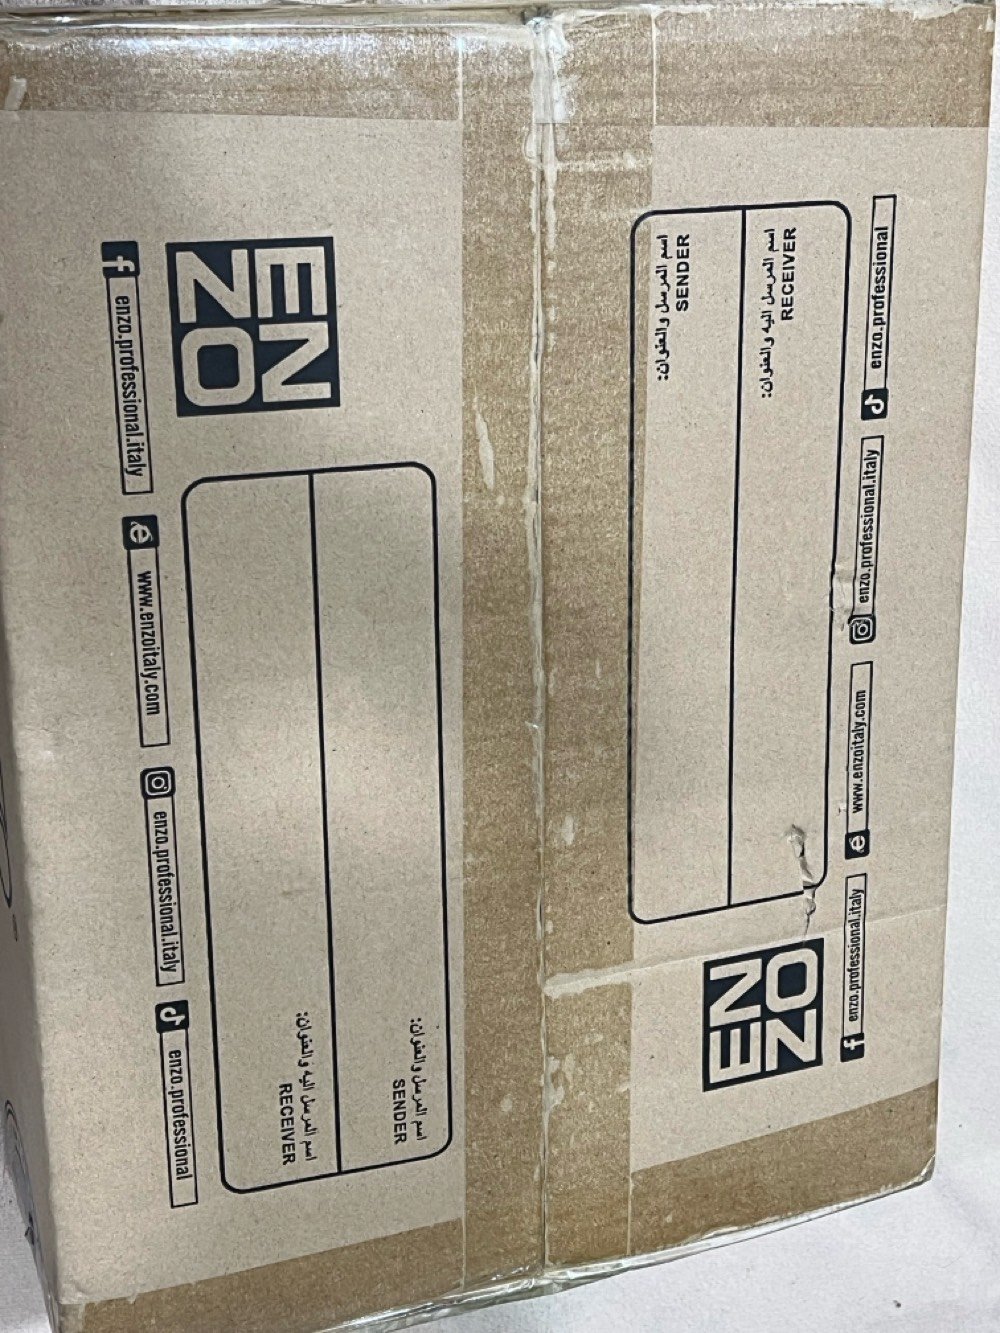 EN
ZO
اسم المرسل والعنوان:
SENDER
اسم المرسل اليه والعنوان:
RECEIVER
enzo.professional.italy
www.enzoitaly.com
enzo.professional.italy
enzo.professional
EN
ZO
اسم المرسل والعنوان:
SENDER
اسم المرسل اليه والعنوان:
RECEIVER
enzo.professional.italy
www.enzoitaly.com
enzo.professional.italy
enzo.professional